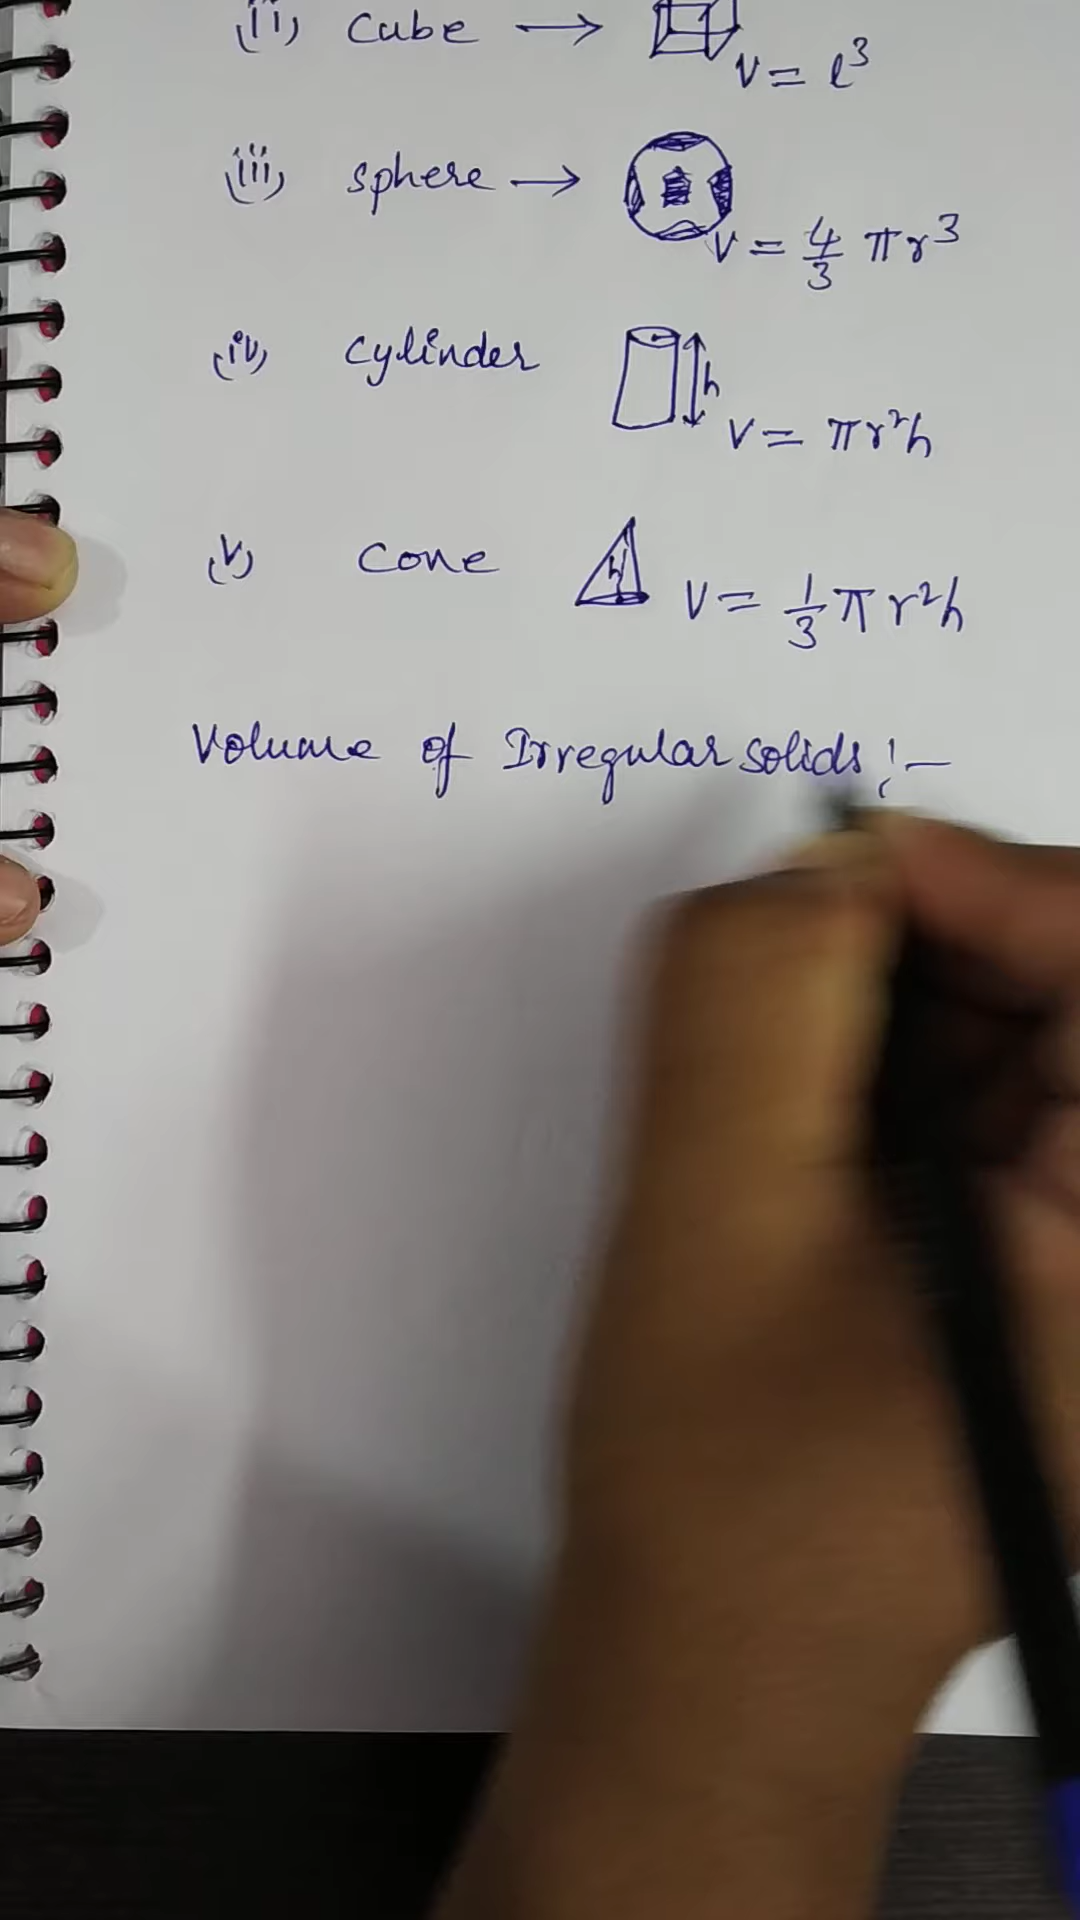 (ii) Cube → V = l³
(iii) sphere → V = 4/3 πr³
(iv) cylinder h V = πr²h
(v) Cone h V = 1/3 πr²h
Volume of Irregular solids :-